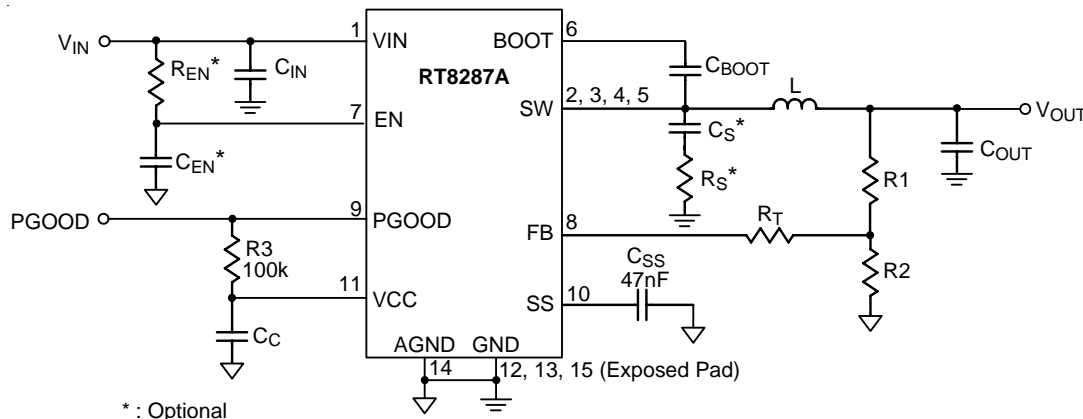 VIN
1
VIN
BOOT
6
REN*
CIN
RT8287A
CBOOT
SW
2, 3, 4, 5
L
VOUT
7
EN
CS*
COUT
CEN*
RS*
R1
PGOOD
9
PGOOD
FB
8
RT
R3
100k
CSS
47nF
R2
11
VCC
SS
10
CC
AGND
GND
14
12, 13, 15 (Exposed Pad)
* : Optional